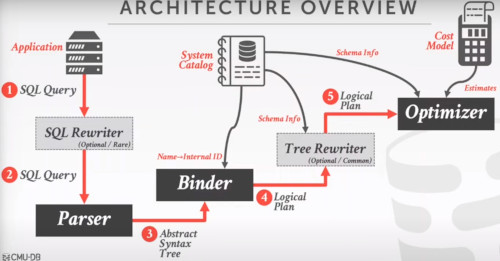 ARCHITECTURE OVERVIEW
Application
1 SQL Query
SQL Rewriter
(Optional / Rare)
2 SQL Query
Parser
3 Abstract
Syntax
Tree
System
Catalog
Name→Internal ID
Binder
4 Logical
Plan
Schema Info
Tree Rewriter
(Optional / Common)
5 Logical
Plan
Schema Info
Cost
Model
Estimates
Optimizer
CMU-DB